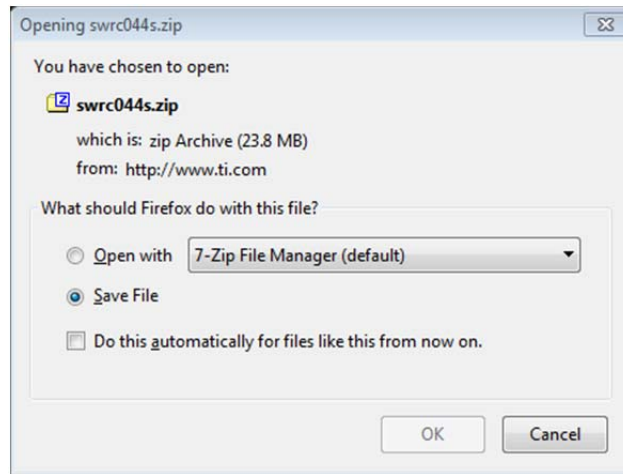 Opening swrc044s.zip
You have chosen to open:
swrc044s.zip
which is: zip Archive (23.8 MB)
from: http://www.ti.com
What should Firefox do with this file?
Open with 7-Zip File Manager (default)
Save File
Do this automatically for files like this from now on.
OK Cancel